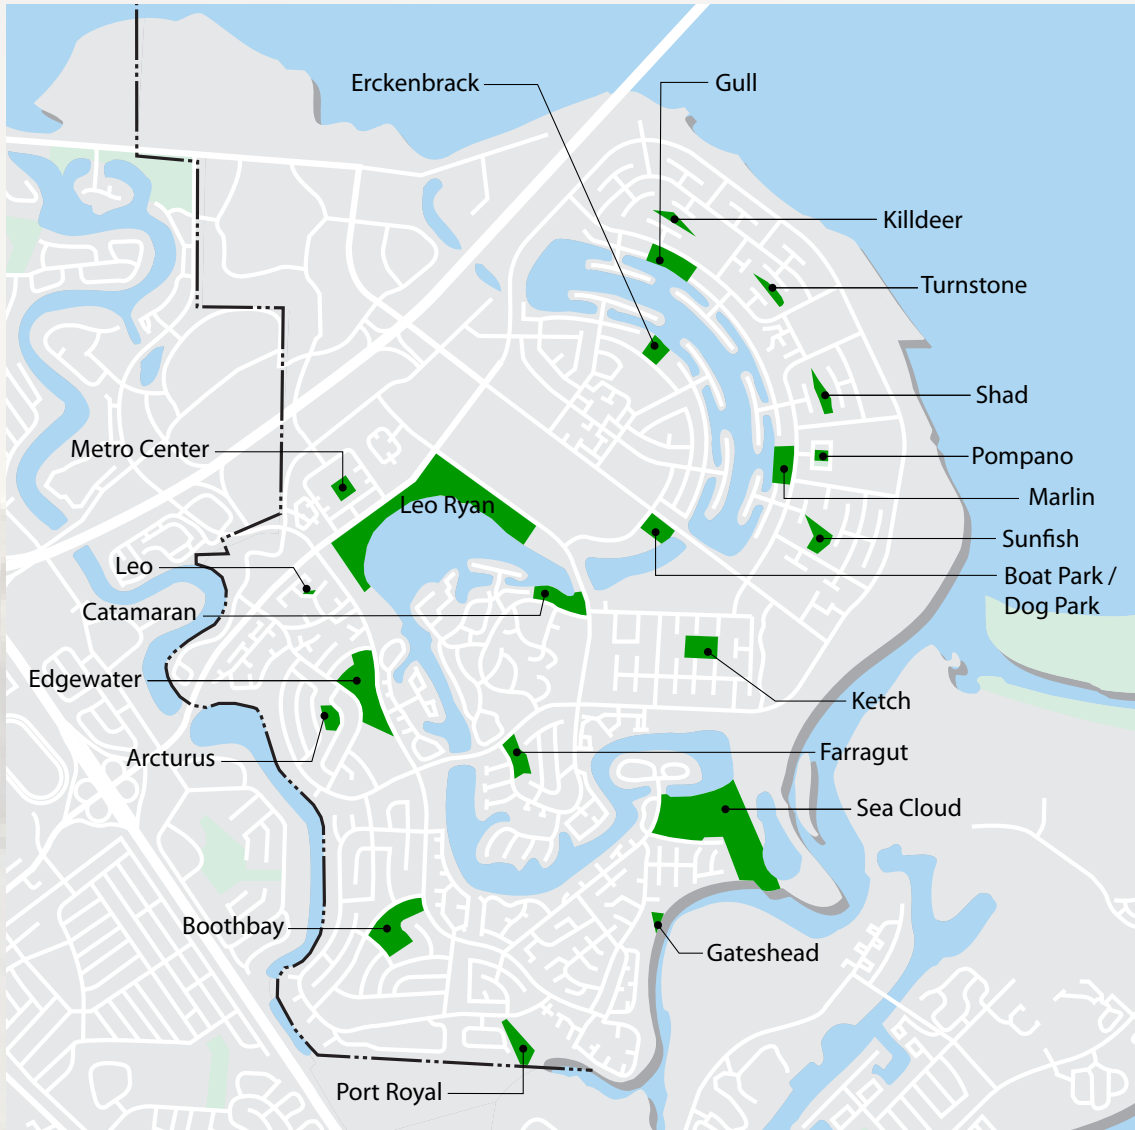 Erckenbrack
Gull
Killdeer
Turnstone
Shad
Metro Center
Pompano
Leo Ryan
Marlin
Sunfish
Leo
Boat Park /
Dog Park
Catamaran
Edgewater
Ketch
Arcturus
Farragut
Sea Cloud
Boothbay
Gateshead
Port Royal